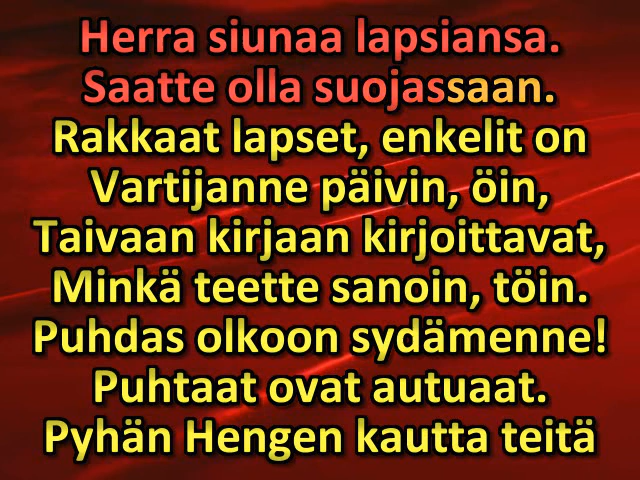 Herra siunaa lapsiansa.
Saatte olla suojassaan.
Rakkaat lapset, enkelit on
Vartijanne päivin, öin,
Taivaan kirjaan kirjoittavat,
Minkä teette sanoin, töin.
Puhdas olkoon sydämenne!
Puhtaat ovat autuaat.
Pyhän Hengen kautta teitä